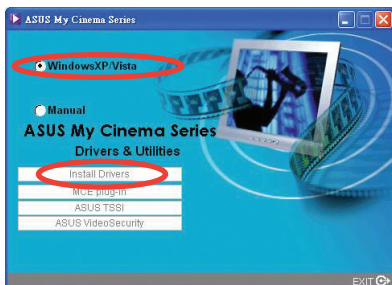 ASUS My Cinema Series
WindowsXP/Vista
Manual
ASUS My Cinema Series
Drivers & Utilities
Install Drivers
MCE plug-in
ASUS TSSI
ASUS VideoSecurity
EXIT